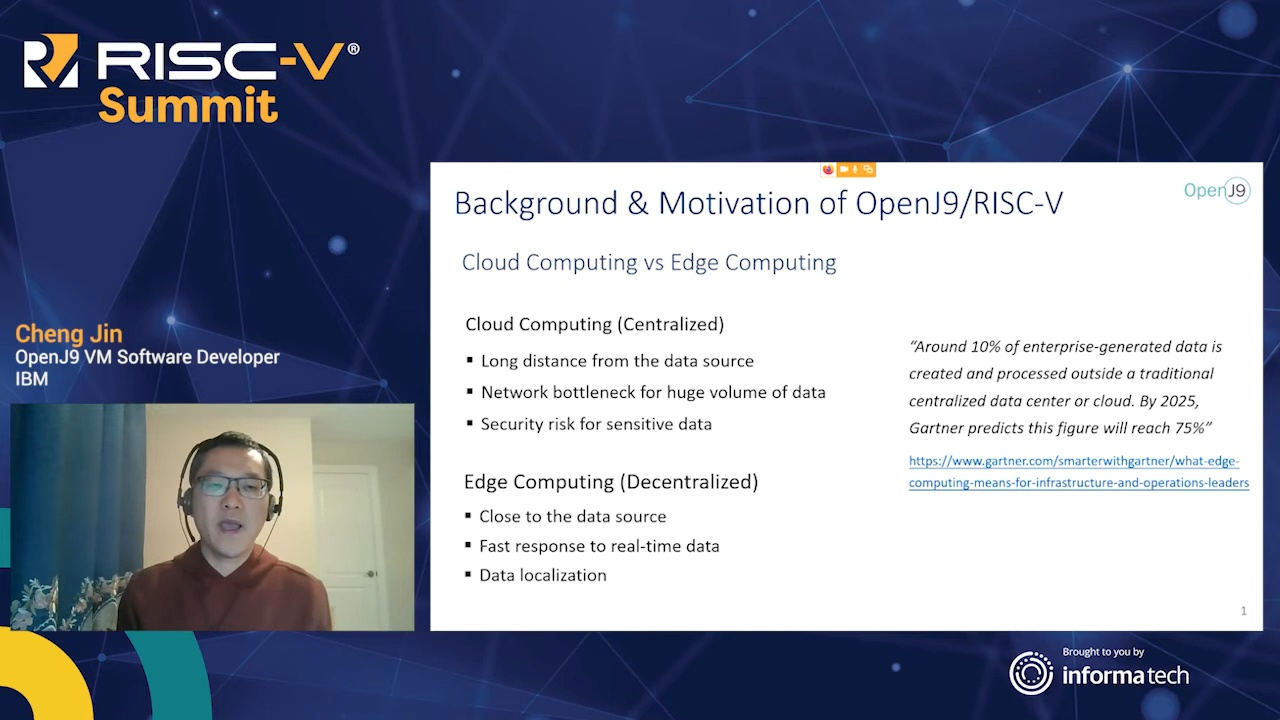 RISC-V®
Summit
Cheng Jin
OpenJ9 VM Software Developer
IBM
Background & Motivation of OpenJ9/RISC-V
OpenJ9
Cloud Computing vs Edge Computing
Cloud Computing (Centralized)
▪ Long distance from the data source
▪ Network bottleneck for huge volume of data
▪ Security risk for sensitive data
Edge Computing (Decentralized)
▪ Close to the data source
▪ Fast response to real-time data
▪ Data localization
“Around 10% of enterprise-generated data is
created and processed outside a traditional
centralized data center or cloud. By 2025,
Gartner predicts this figure will reach 75%”
https://www.gartner.com/smarterwithgartner/what-edge-
computing-means-for-infrastructure-and-operations-leaders
1
Brought to you by
informa tech